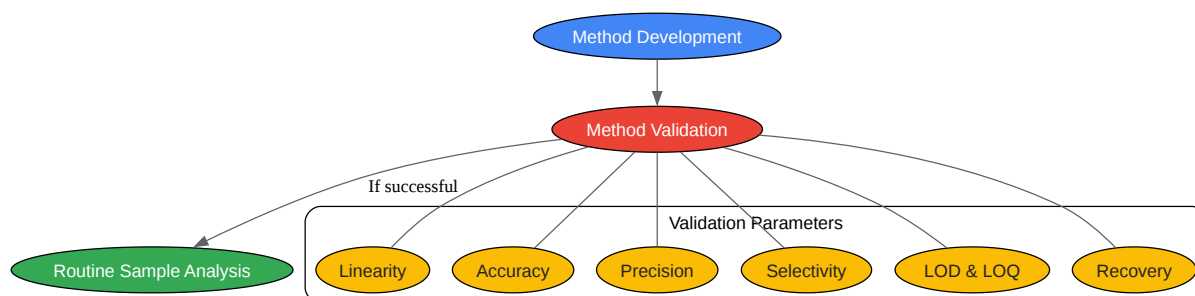 Method Development
Method Validation
If successful
Validation Parameters
Routine Sample Analysis
Linearity
Accuracy
Precision
Selectivity
LOD & LOQ
Recovery